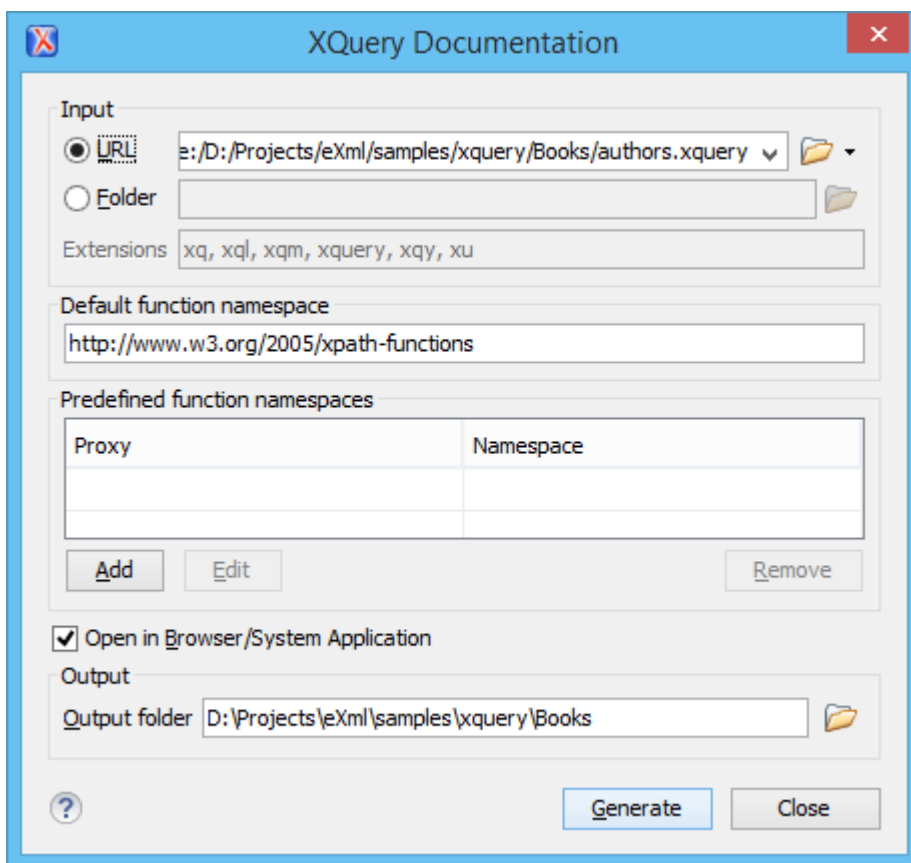 XQuery Documentation
Input
URL e:/D:/Projects/eXml/samples/xquery/Books/authors.xquery
Folder
Extensions xq, xql, xqm, xquery, xqy, xu
Default function namespace
http://www.w3.org/2005/xpath-functions
Predefined function namespaces
Proxy Namespace
Add Edit Remove
Open in Browser/System Application
Output
Output folder D:\Projects\eXml\samples\xquery\Books
? Generate Close